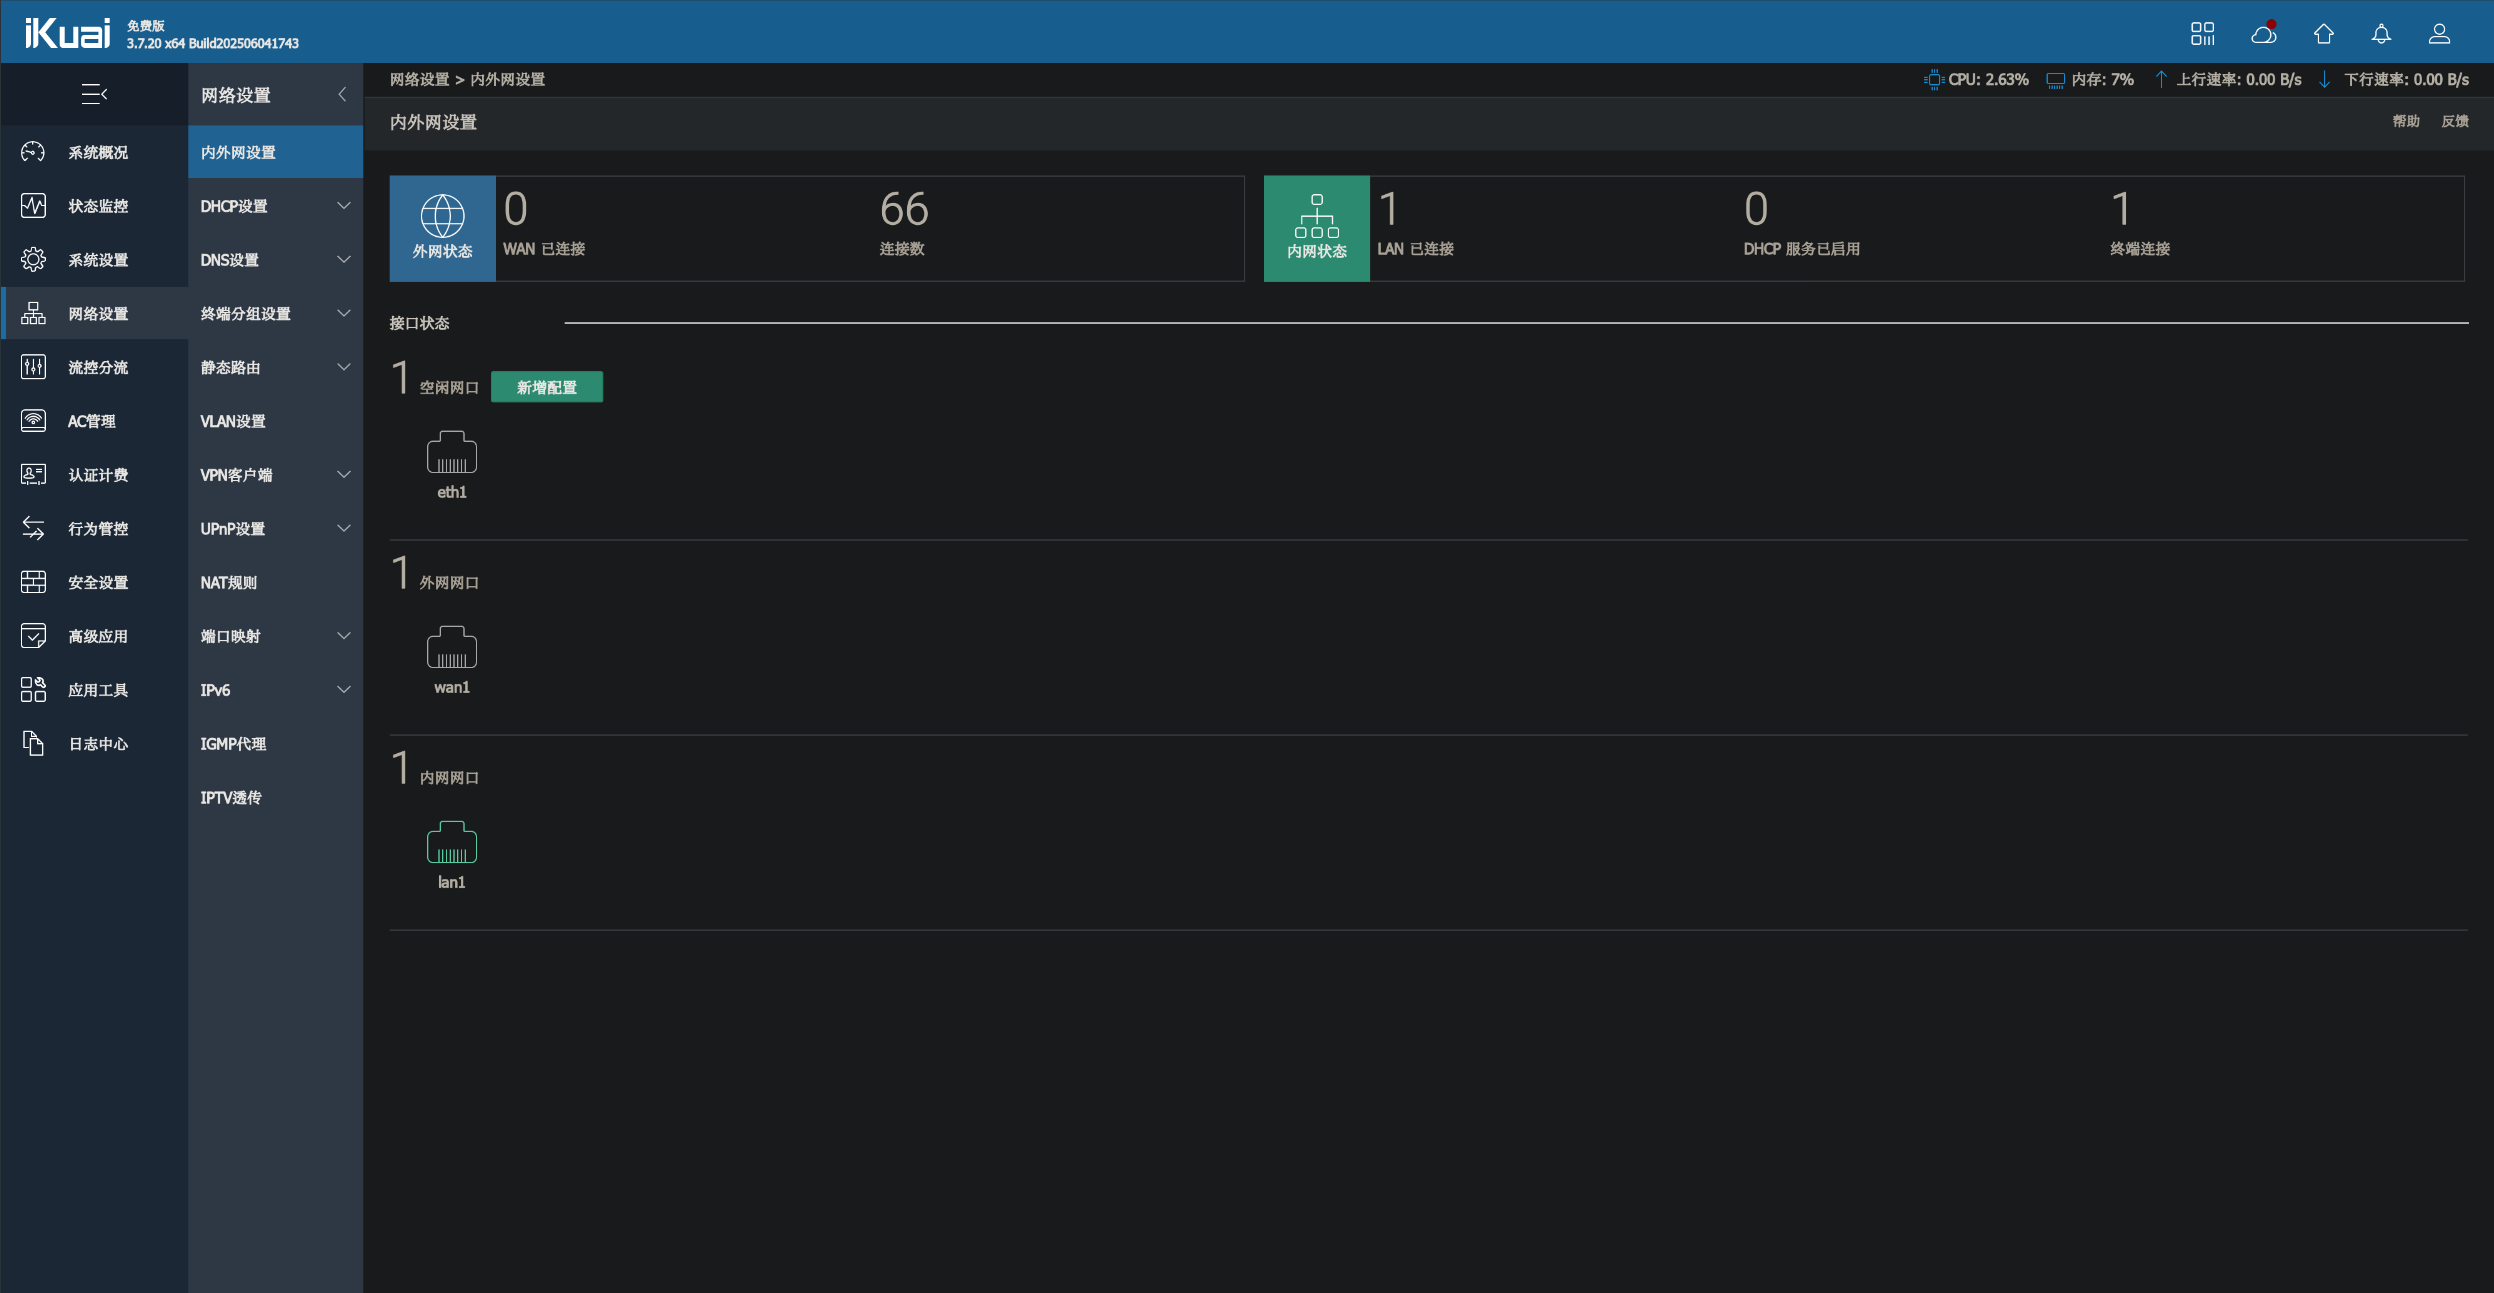 iKuai
免费版
3.7.20 x64 Build202506041743
网络设置
网络设置 > 内外网设置
CPU: 2.63%
内存: 7%
上行速率: 0.00 B/s
下行速率: 0.00 B/s
内外网设置
帮助
反馈
系统概况
状态监控
系统设置
网络设置
流控分流
AC管理
认证计费
行为管控
安全设置
高级应用
应用工具
日志中心
内外网设置
DHCP设置
DNS设置
终端分组设置
静态路由
VLAN设置
VPN客户端
UPnP设置
NAT规则
端口映射
IPv6
IGMP代理
IPTV透传
外网状态
0
WAN 已连接
66
连接数
内网状态
1
LAN 已连接
0
DHCP 服务已启用
1
终端连接
接口状态
1 空闲网口 新增配置
eth1
1 外网网口
wan1
1 内网网口
lan1